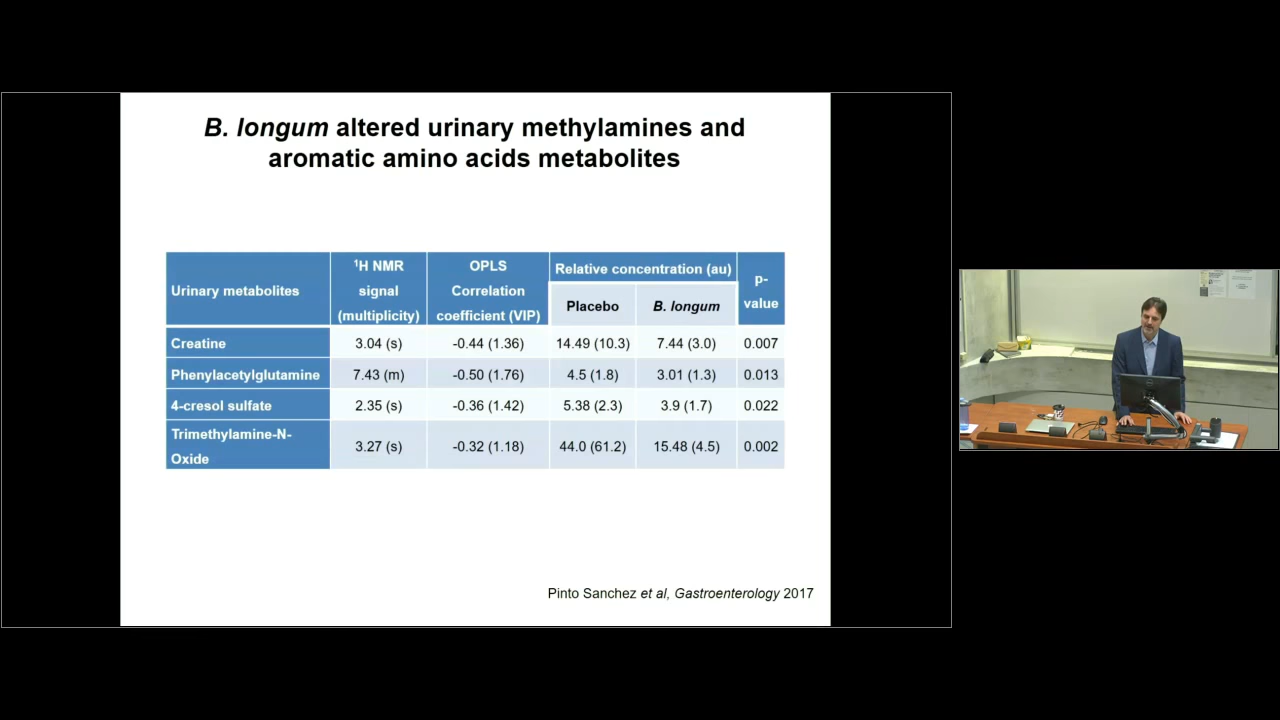 B. longum altered urinary methylamines and
aromatic amino acids metabolites
Urinary metabolites
¹H NMR
signal
(multiplicity)
OPLS
Correlation
coefficient (VIP)
Relative concentration (au)
Placebo
B. longum
p-
value
Creatine 3.04 (s) -0.44 (1.36) 14.49 (10.3) 7.44 (3.0) 0.007
Phenylacetylglutamine 7.43 (m) -0.50 (1.76) 4.5 (1.8) 3.01 (1.3) 0.013
4-cresol sulfate 2.35 (s) -0.36 (1.42) 5.38 (2.3) 3.9 (1.7) 0.022
Trimethylamine-N-
Oxide 3.27 (s) -0.32 (1.18) 44.0 (61.2) 15.48 (4.5) 0.002
Pinto Sanchez et al, Gastroenterology 2017